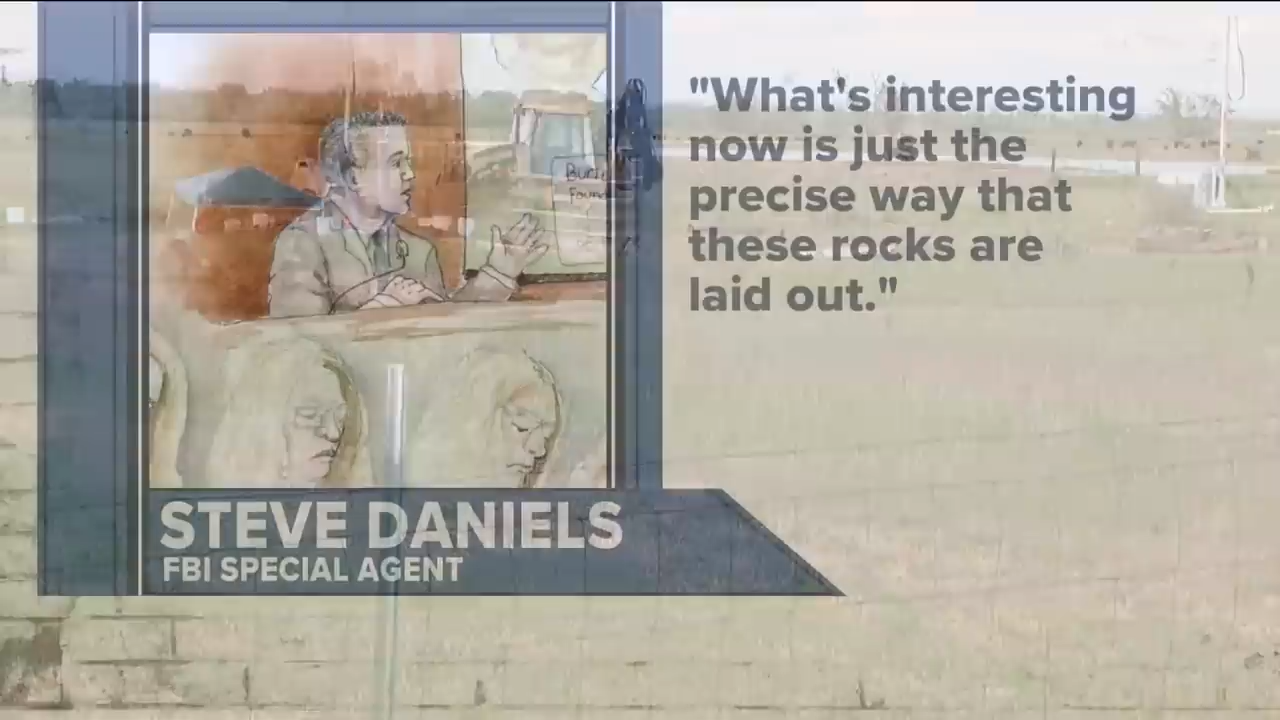 "What's interesting
now is just the
precise way that
these rocks are
laid out."
STEVE DANIELS
FBI SPECIAL AGENT